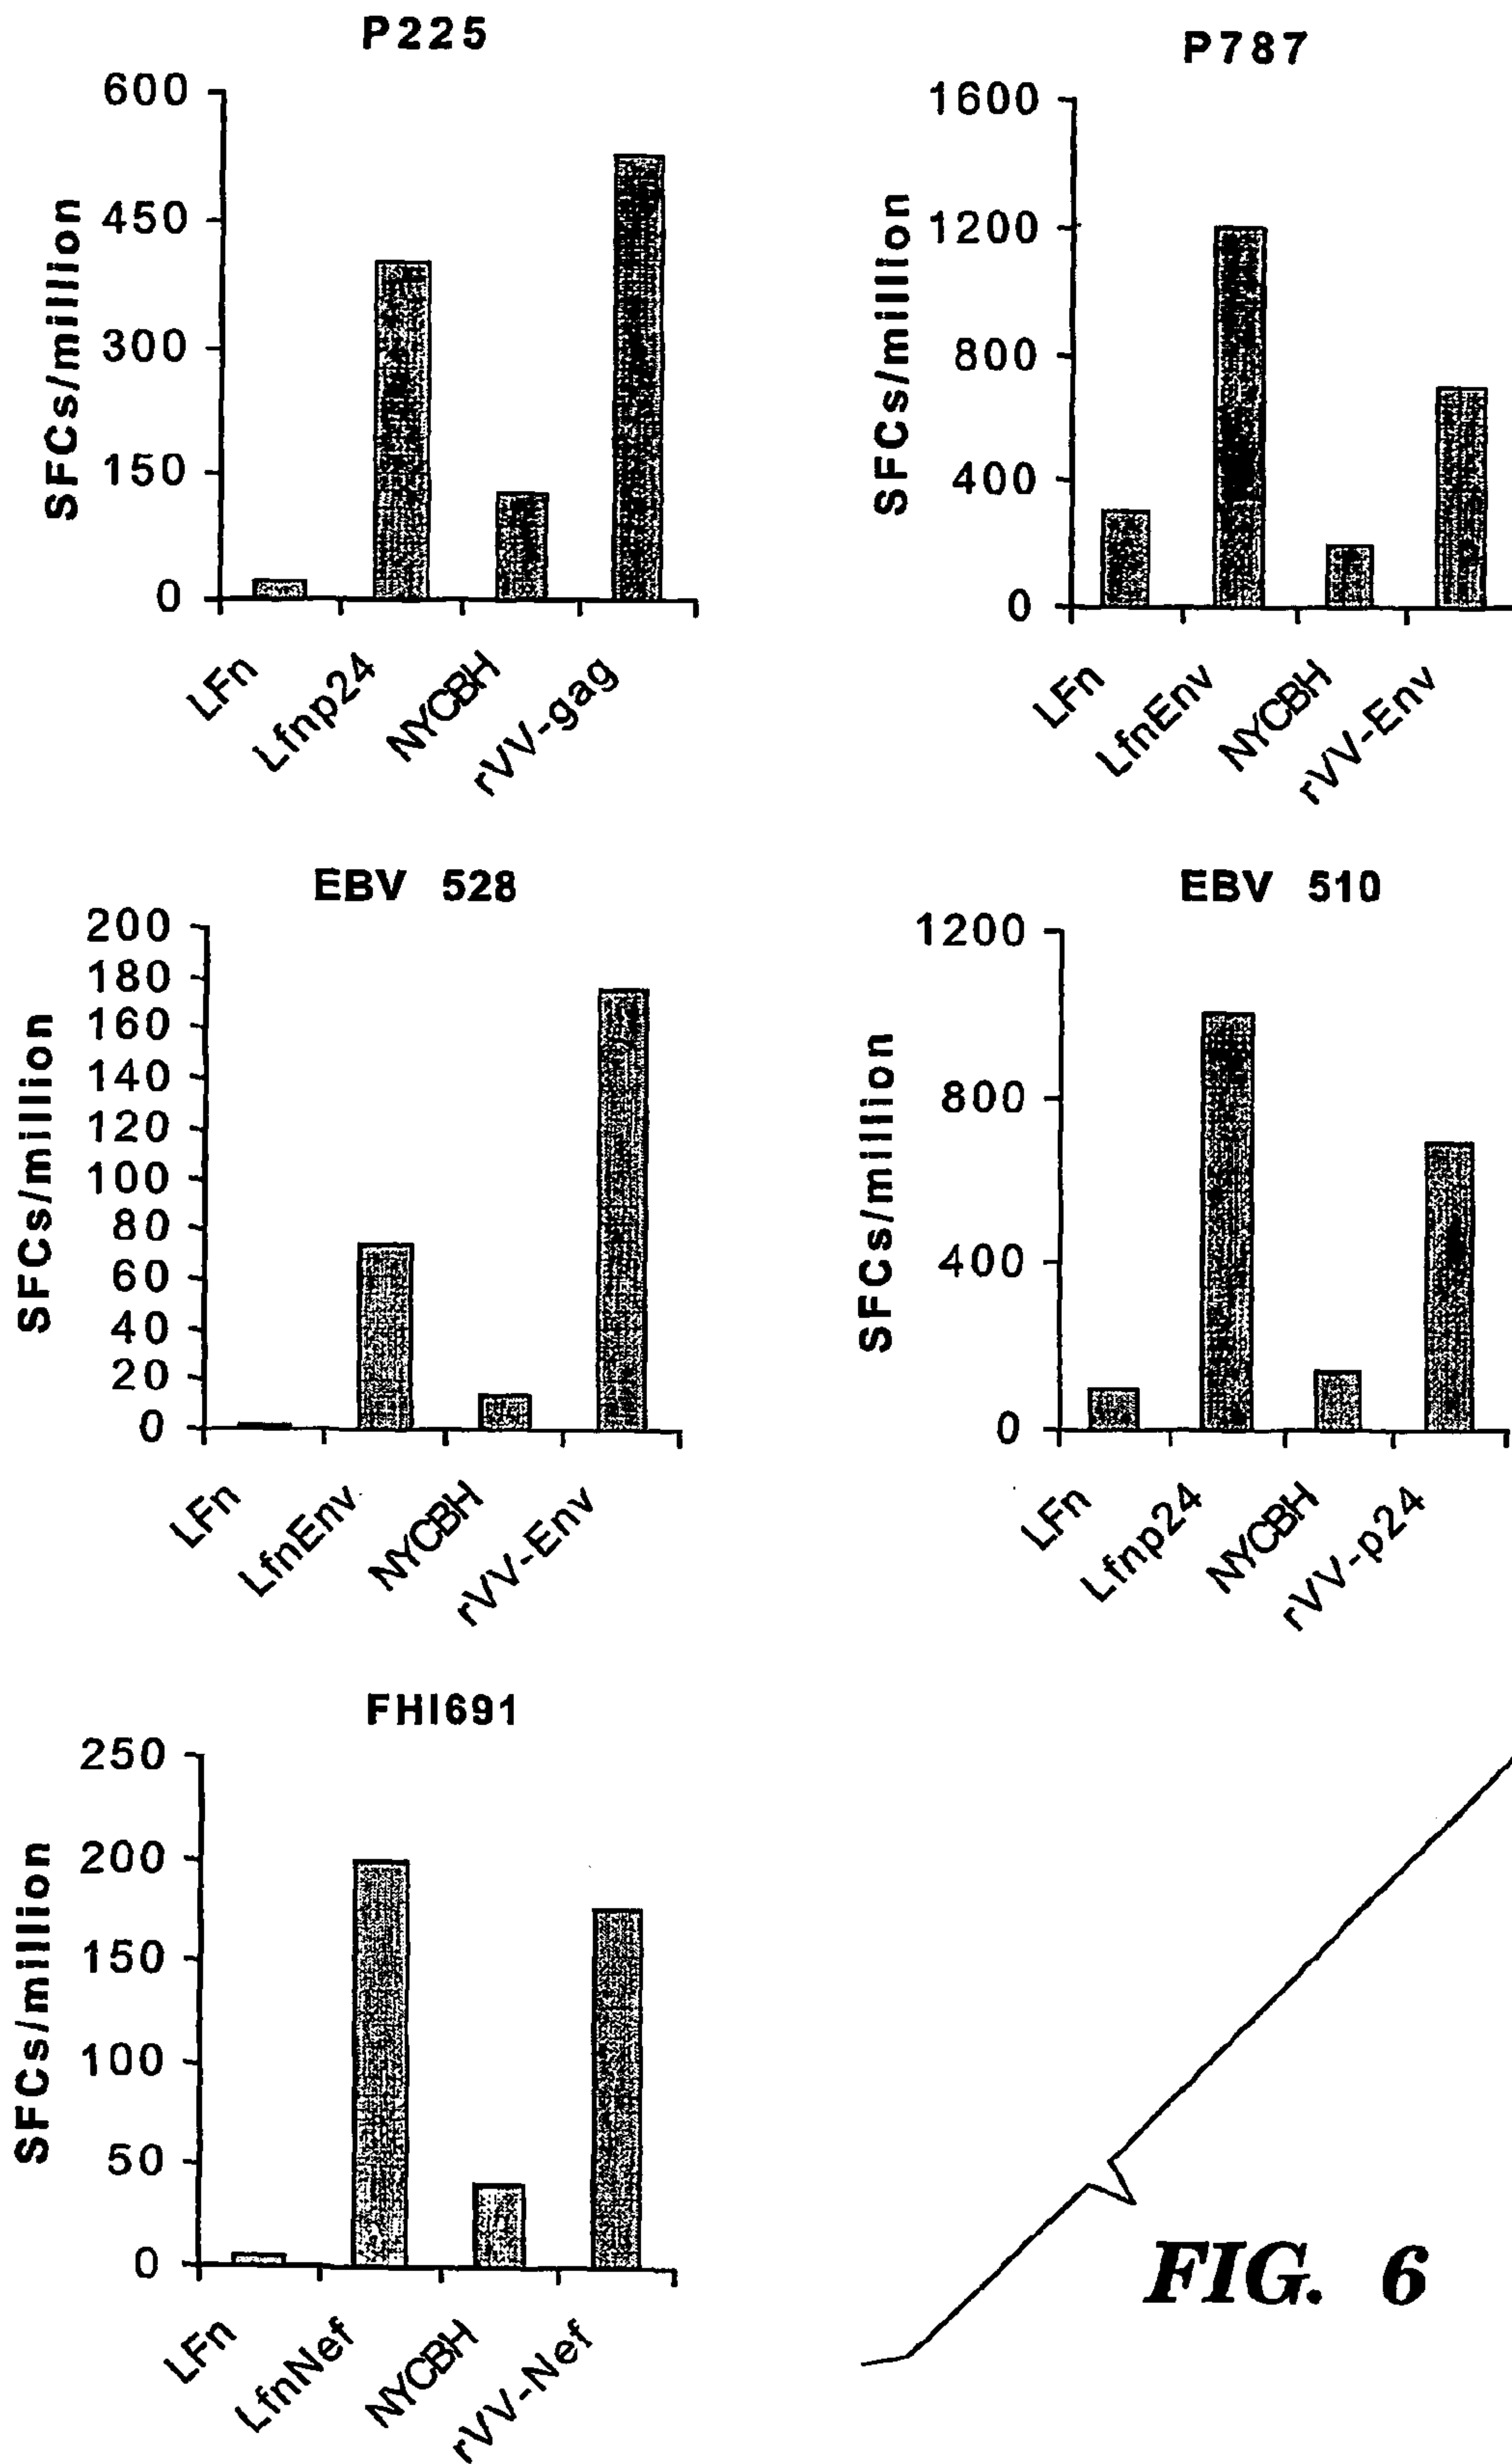 P225
600
450
300
150
0
SFCs/million
LFn
Lfnp24
NYCBH
rVV-gag
P787
1600
1200
800
400
0
SFCs/million
LFn
LfnEnv
NYCBH
rVV-Env
EBV 528
200
180
160
140
120
100
80
60
40
20
0
SFCs/million
LFn
LfnEnv
NYCBH
rVV-Env
EBV 510
1200
800
400
0
SFCs/million
LFn
Lfnp24
NYCBH
rVV-p24
FHI691
250
200
150
100
50
0
SFCs/million
LFn
LfnNef
NYCBH
rVV-Nef
FIG. 6